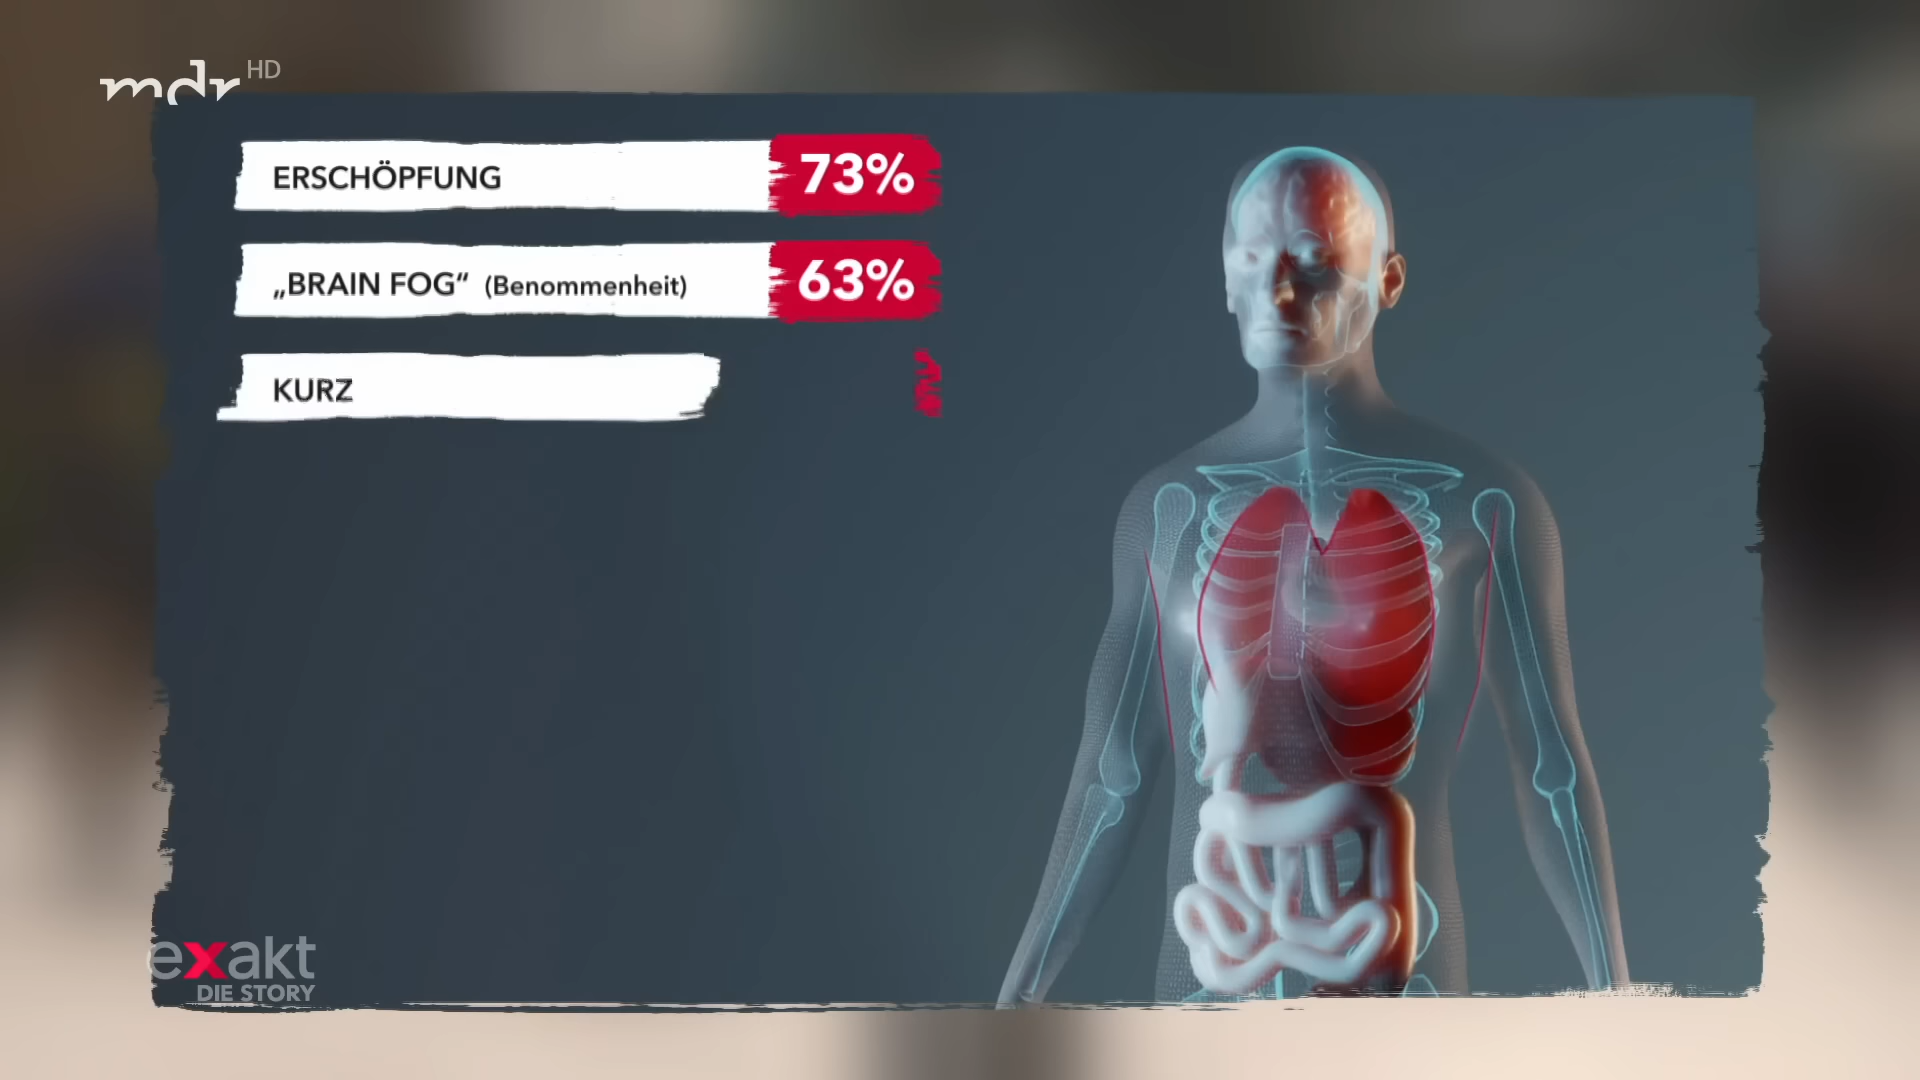 mdr HD
ERSCHÖPFUNG 73%
„BRAIN FOG“ (Benommenheit) 63%
KURZ
exakt
DIE STORY